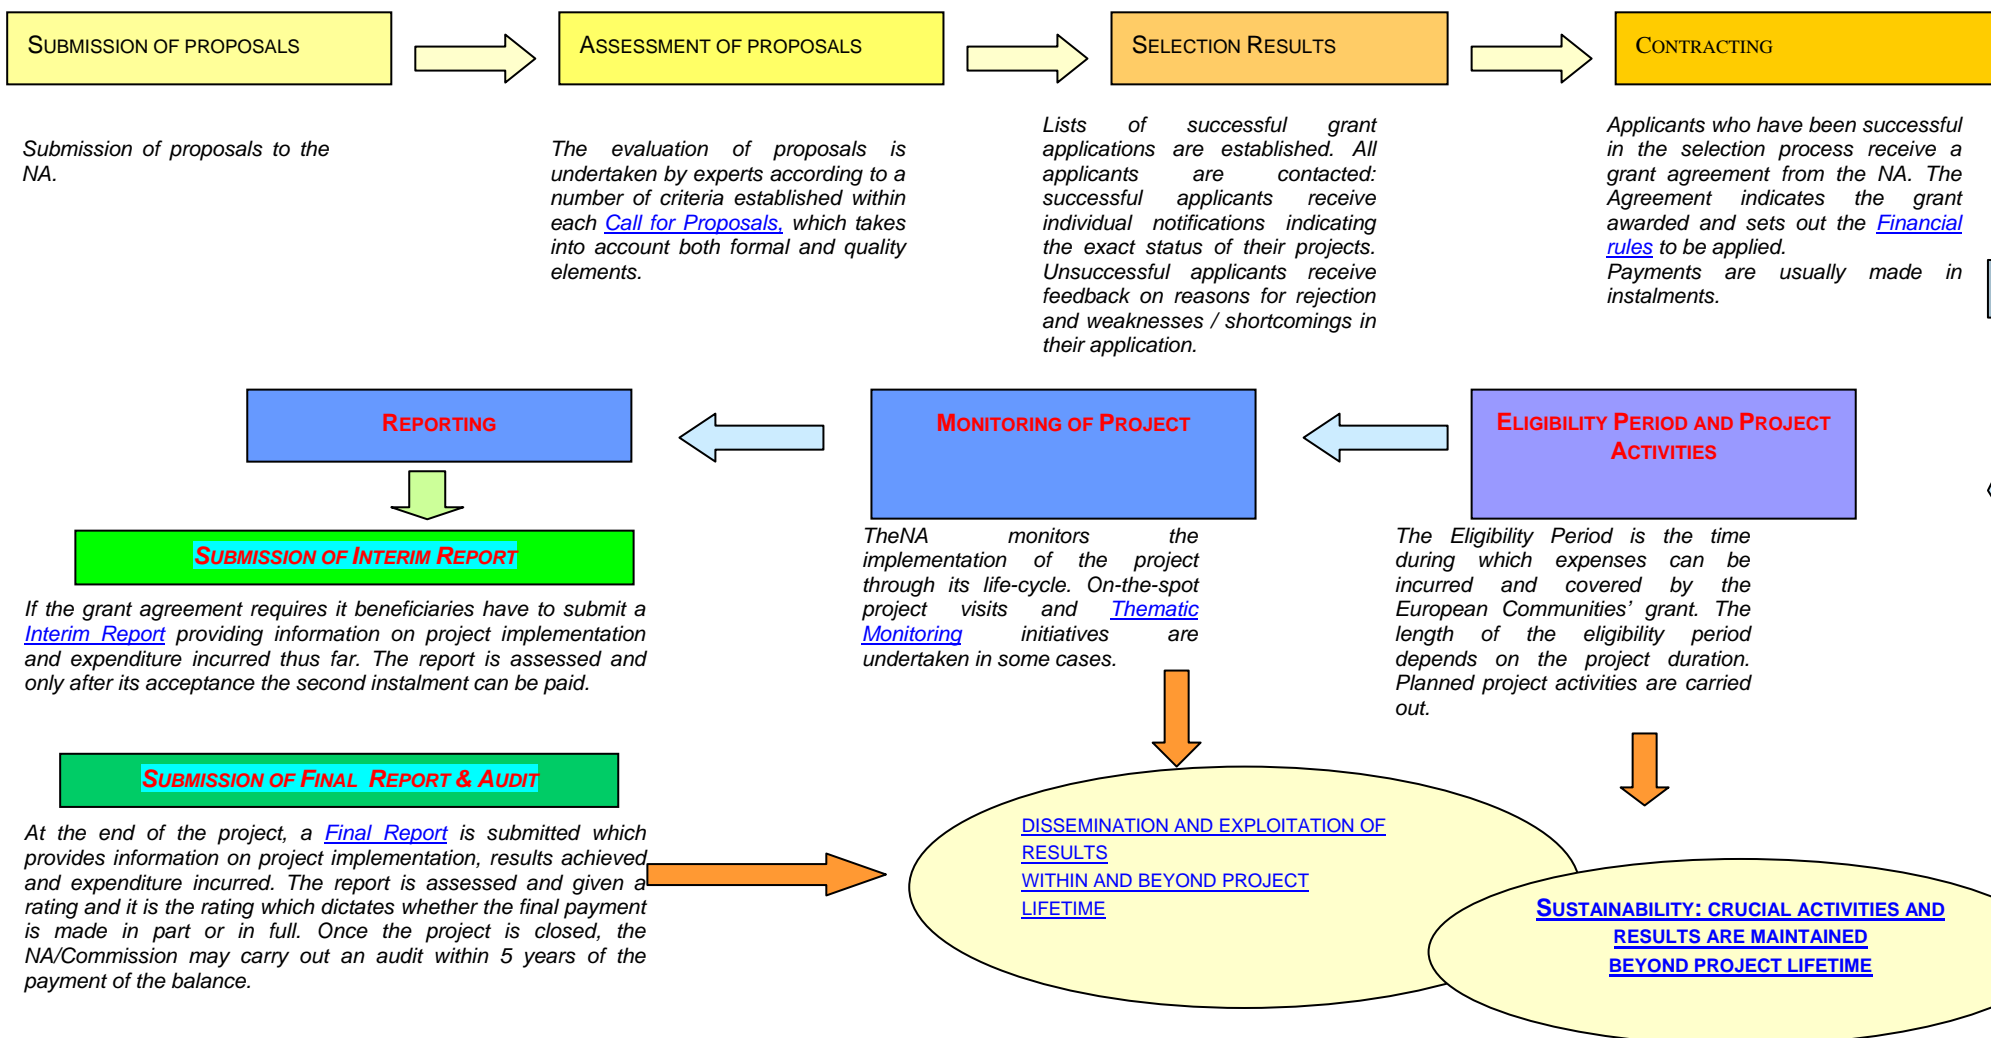 SUBMISSION OF PROPOSALS
ASSESSMENT OF PROPOSALS
SELECTION RESULTS
CONTRACTING
Submission of proposals to the
NA.
The evaluation of proposals is
undertaken by experts according to a
number of criteria established within
each Call for Proposals, which takes
into account both formal and quality
elements.
Lists of successful grant
applications are established. All
applicants are contacted:
successful applicants receive
individual notifications indicating
the exact status of their projects.
Unsuccessful applicants receive
feedback on reasons for rejection
and weaknesses / shortcomings in
their application.
Applicants who have been successful
in the selection process receive a
grant agreement from the NA. The
Agreement indicates the grant
awarded and sets out the Financial
rules to be applied.
Payments are usually made in
instalments.
REPORTING
MONITORING OF PROJECT
ELIGIBILITY PERIOD AND PROJECT
ACTIVITIES
SUBMISSION OF INTERIM REPORT
If the grant agreement requires it beneficiaries have to submit a
Interim Report providing information on project implementation
and expenditure incurred thus far. The report is assessed and
only after its acceptance the second instalment can be paid.
TheNA monitors the
implementation of the project
through its life-cycle. On-the-spot
project visits and Thematic
Monitoring initiatives are
undertaken in some cases.
The Eligibility Period is the time
during which expenses can be
incurred and covered by the
European Communities' grant. The
length of the eligibility period
depends on the project duration.
Planned project activities are carried
out.
SUBMISSION OF FINAL REPORT & AUDIT
At the end of the project, a Final Report is submitted which
provides information on project implementation, results achieved
and expenditure incurred. The report is assessed and given a
rating and it is the rating which dictates whether the final payment
is made in part or in full. Once the project is closed, the
NA/Commission may carry out an audit within 5 years of the
payment of the balance.
DISSEMINATION AND EXPLOITATION OF
RESULTS
WITHIN AND BEYOND PROJECT
LIFETIME
SUSTAINABILITY: CRUCIAL ACTIVITIES AND
RESULTS ARE MAINTAINED
BEYOND PROJECT LIFETIME